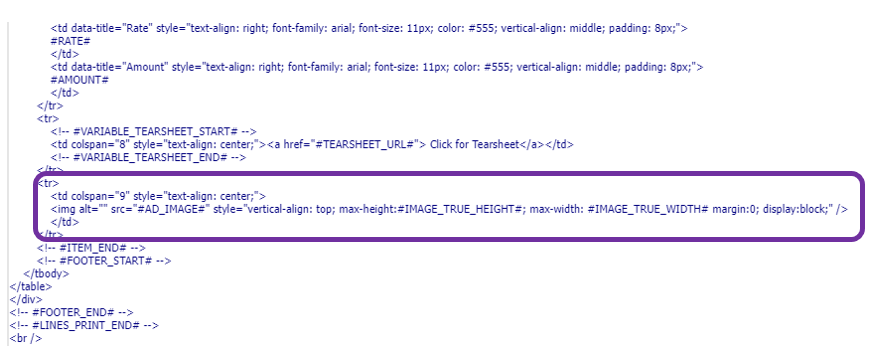 <td data-title="Rate" style="text-align: right; font-family: arial; font-size: 11px; color: #555; vertical-align: middle; padding: 8px;">
#RATE#
</td>
<td data-title="Amount" style="text-align: right; font-family: arial; font-size: 11px; color: #555; vertical-align: middle; padding: 8px;">
#AMOUNT#
</td>
</tr>
<tr>
<!-- #VARIABLE_TEARSHEET_START# -->
<td colspan="8" style="text-align: center;"><a href="#TEARSHEET_URL#"> Click for Tearsheet</a></td>
<!-- #VARIABLE_TEARSHEET_END# -->
</tr>
<tr>
<td colspan="9" style="text-align: center;">
<img alt="" src="#AD_IMAGE#" style="vertical-align: top; max-height:#IMAGE_TRUE_HEIGHT#; max-width: #IMAGE_TRUE_WIDTH# margin:0; display:block;" />
</td>
</tr>
<!-- #ITEM_END# -->
<!-- #FOOTER_START# -->
</tbody>
</table>
</div>
<!-- #FOOTER_END# -->
<!-- #LINES_PRINT_END# -->
<br />